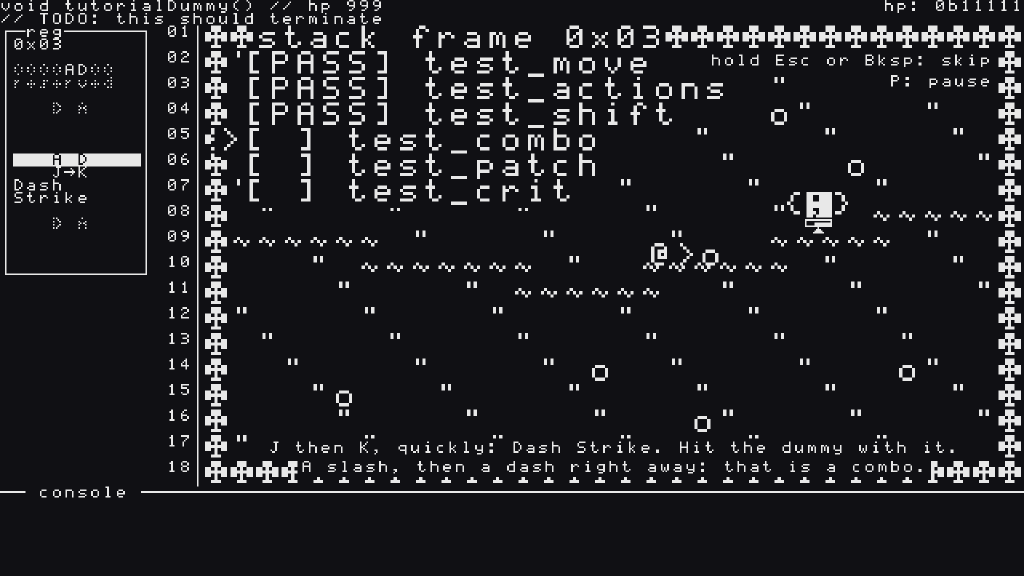 void tutorialDummy() // hp 999
hp: 0b11111
// TODO: this should terminate
reg
0x03
0000AD00
reserved
D A
A D
J→K
Dash
Strike
D A
01 stack frame 0x03
02 [PASS] test_move
hold Esc or Bksp: skip
03 [PASS] test_actions
P: pause
04 [PASS] test_shift
05 > [ ] test_combo
06 [ ] test_patch
07 [ ] test_crit
08
09
10 @ >
11
12
13
14
15
16
17 J then K, quickly: Dash Strike. Hit the dummy with it.
18 A slash, then a dash right away: that is a combo.
console